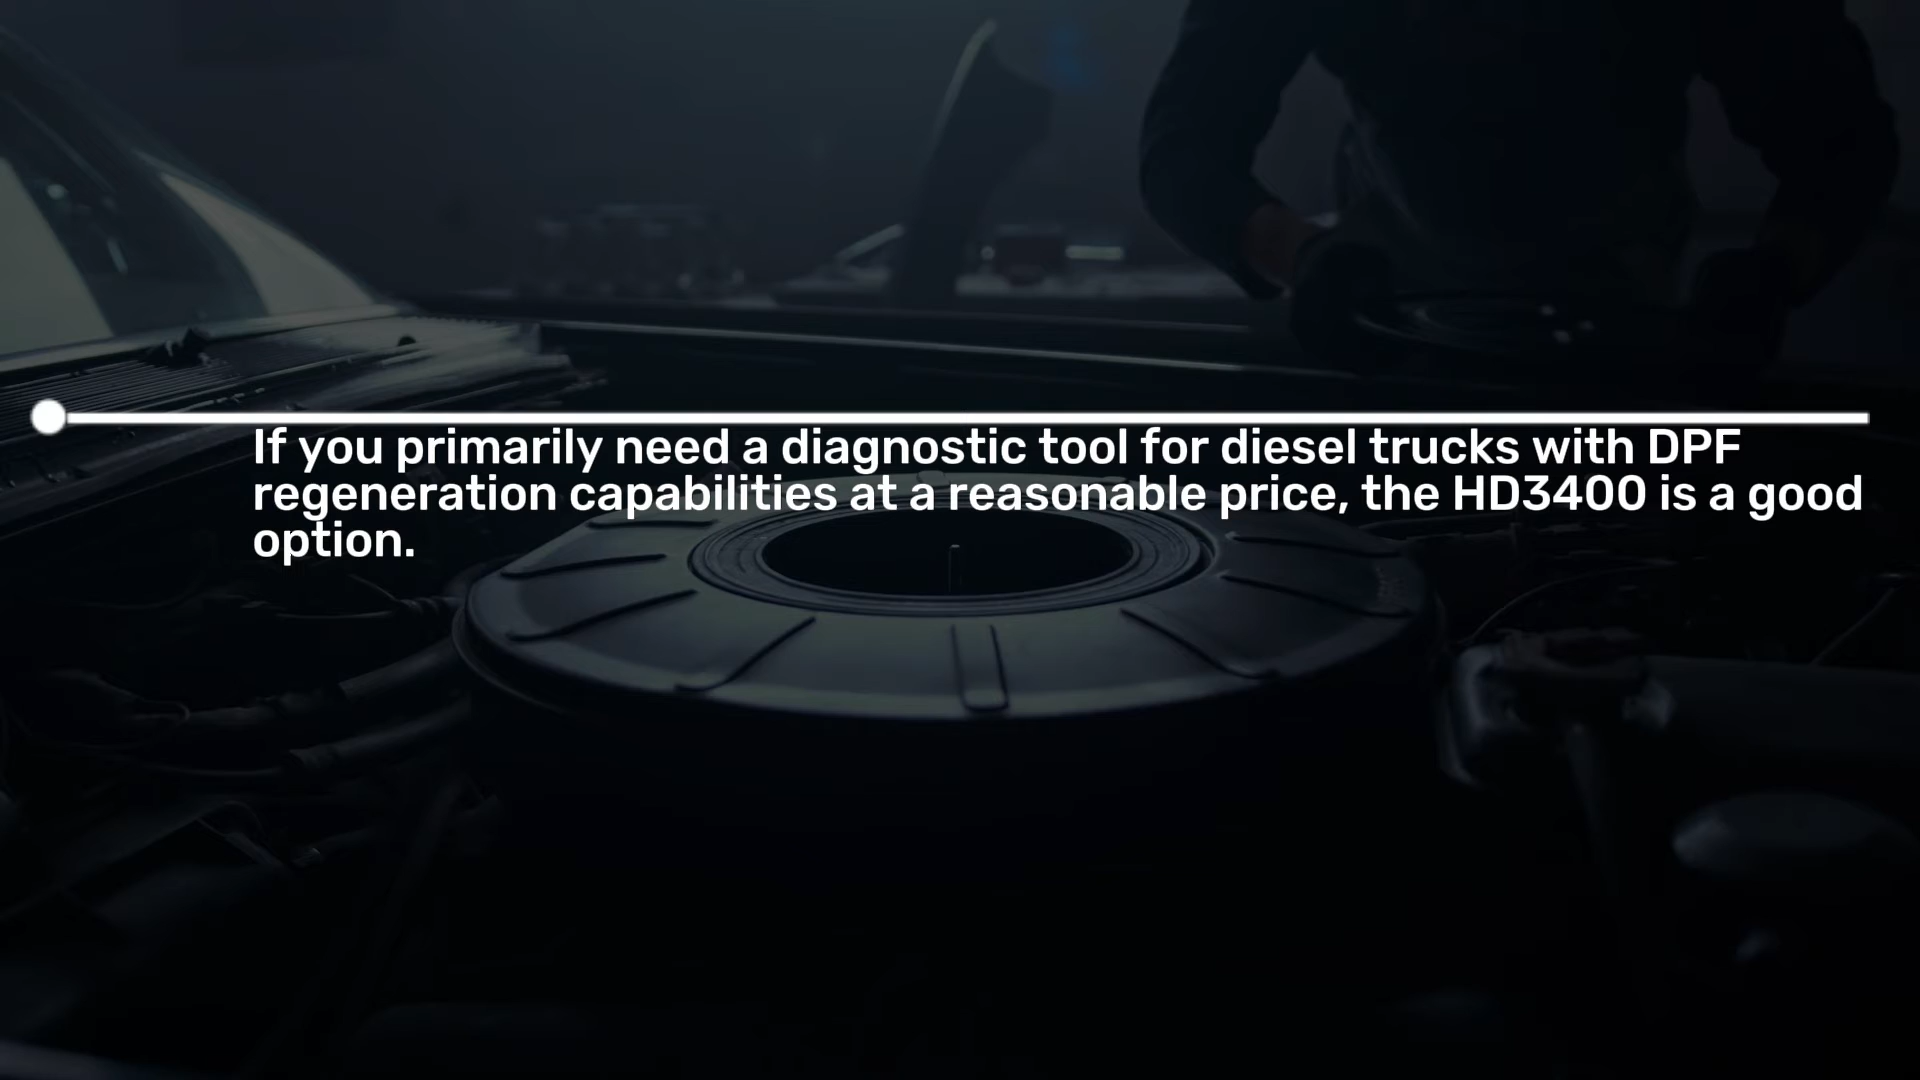 If you primarily need a diagnostic tool for diesel trucks with DPF
regeneration capabilities at a reasonable price, the HD3400 is a good
option.